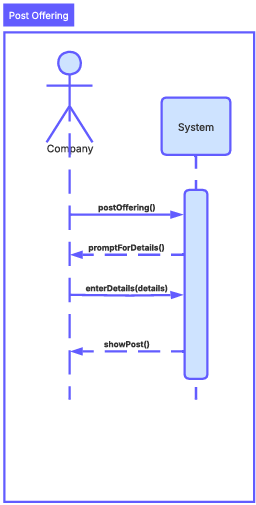 Post Offering
System
Company
postOffering()
promptForDetails()
enterDetails(details)
showPost()